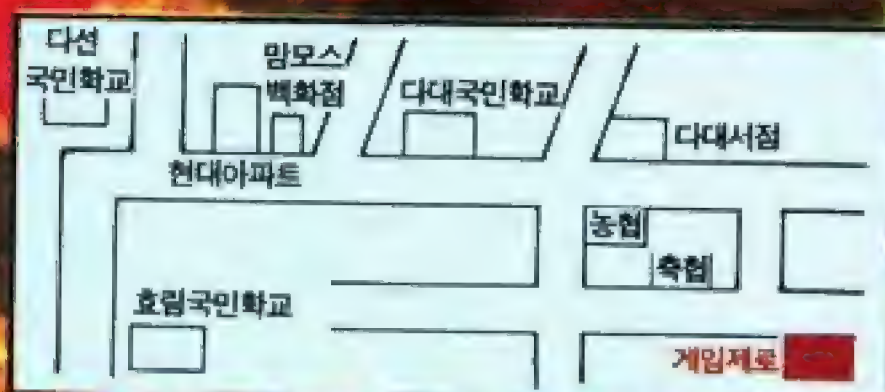 다선
국민학교
맘모스
백화점
현대아파트
다대국민학교
다대서점
농협
축협
효림국민학교
게임제로